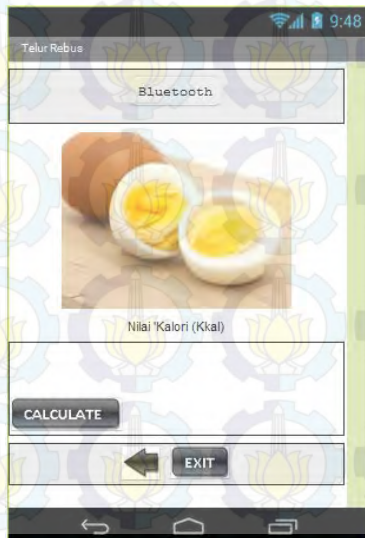 9:48
Telur Rebus
Bluetooth
Nilai 'Kalori (Kkal)
CALCULATE
EXIT